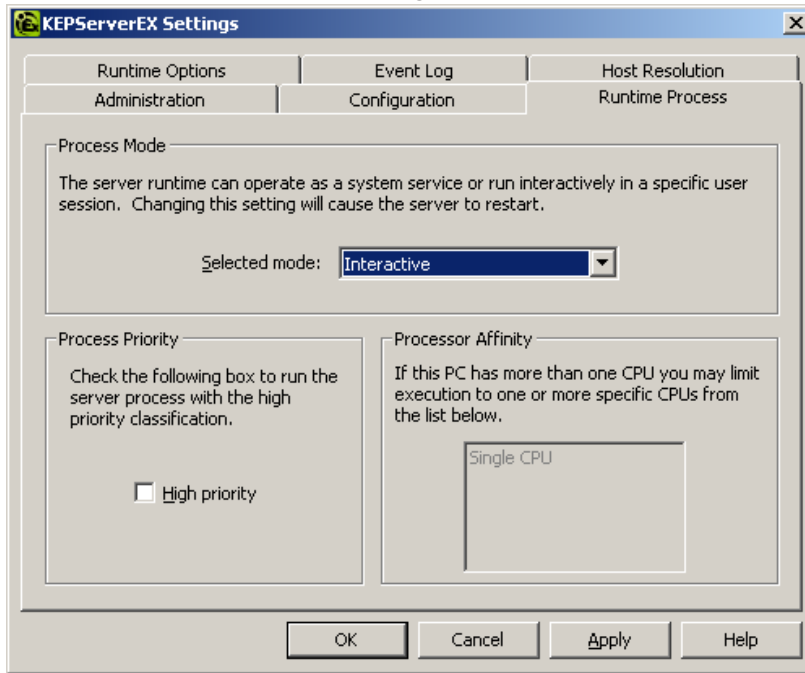 KEPServerEX Settings
Runtime Options
Event Log
Host Resolution
Administration
Configuration
Runtime Process
Process Mode
The server runtime can operate as a system service or run interactively in a specific user
session. Changing this setting will cause the server to restart.
Selected mode:
Interactive
Process Priority
Check the following box to run the
server process with the high
priority classification.
High priority
Processor Affinity
If this PC has more than one CPU you may limit
execution to one or more specific CPUs from
the list below.
Single CPU
OK
Cancel
Apply
Help